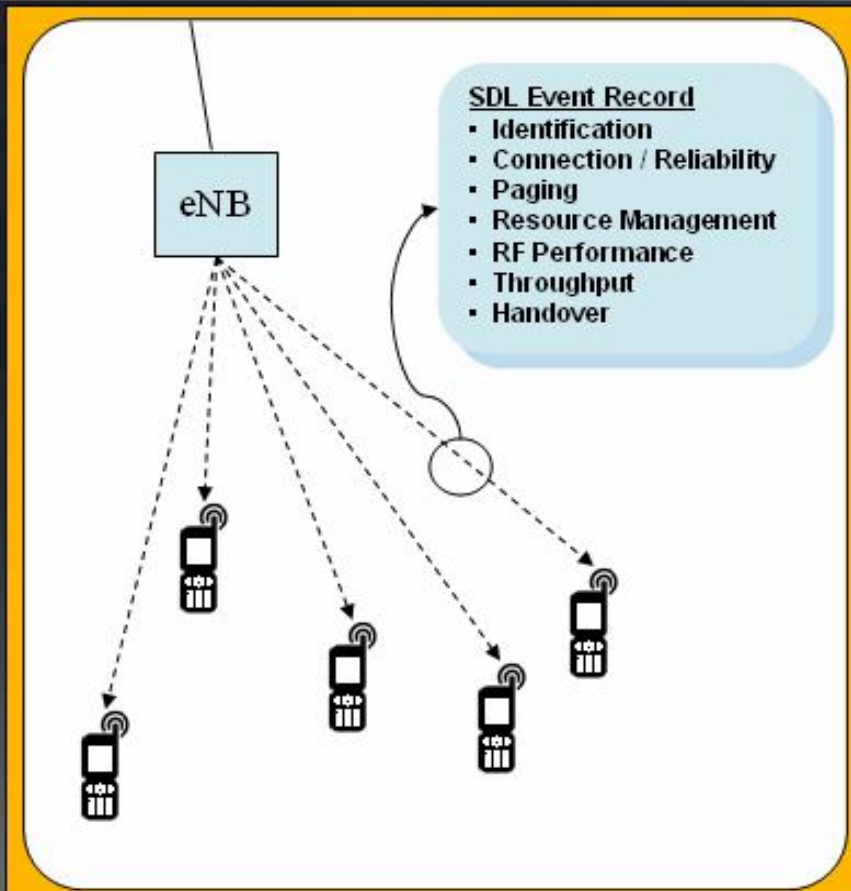 SDL Event Record
▪ Identification
▪ Connection / Reliability
▪ Paging
▪ Resource Management
▪ RF Performance
▪ Throughput
▪ Handover
eNB